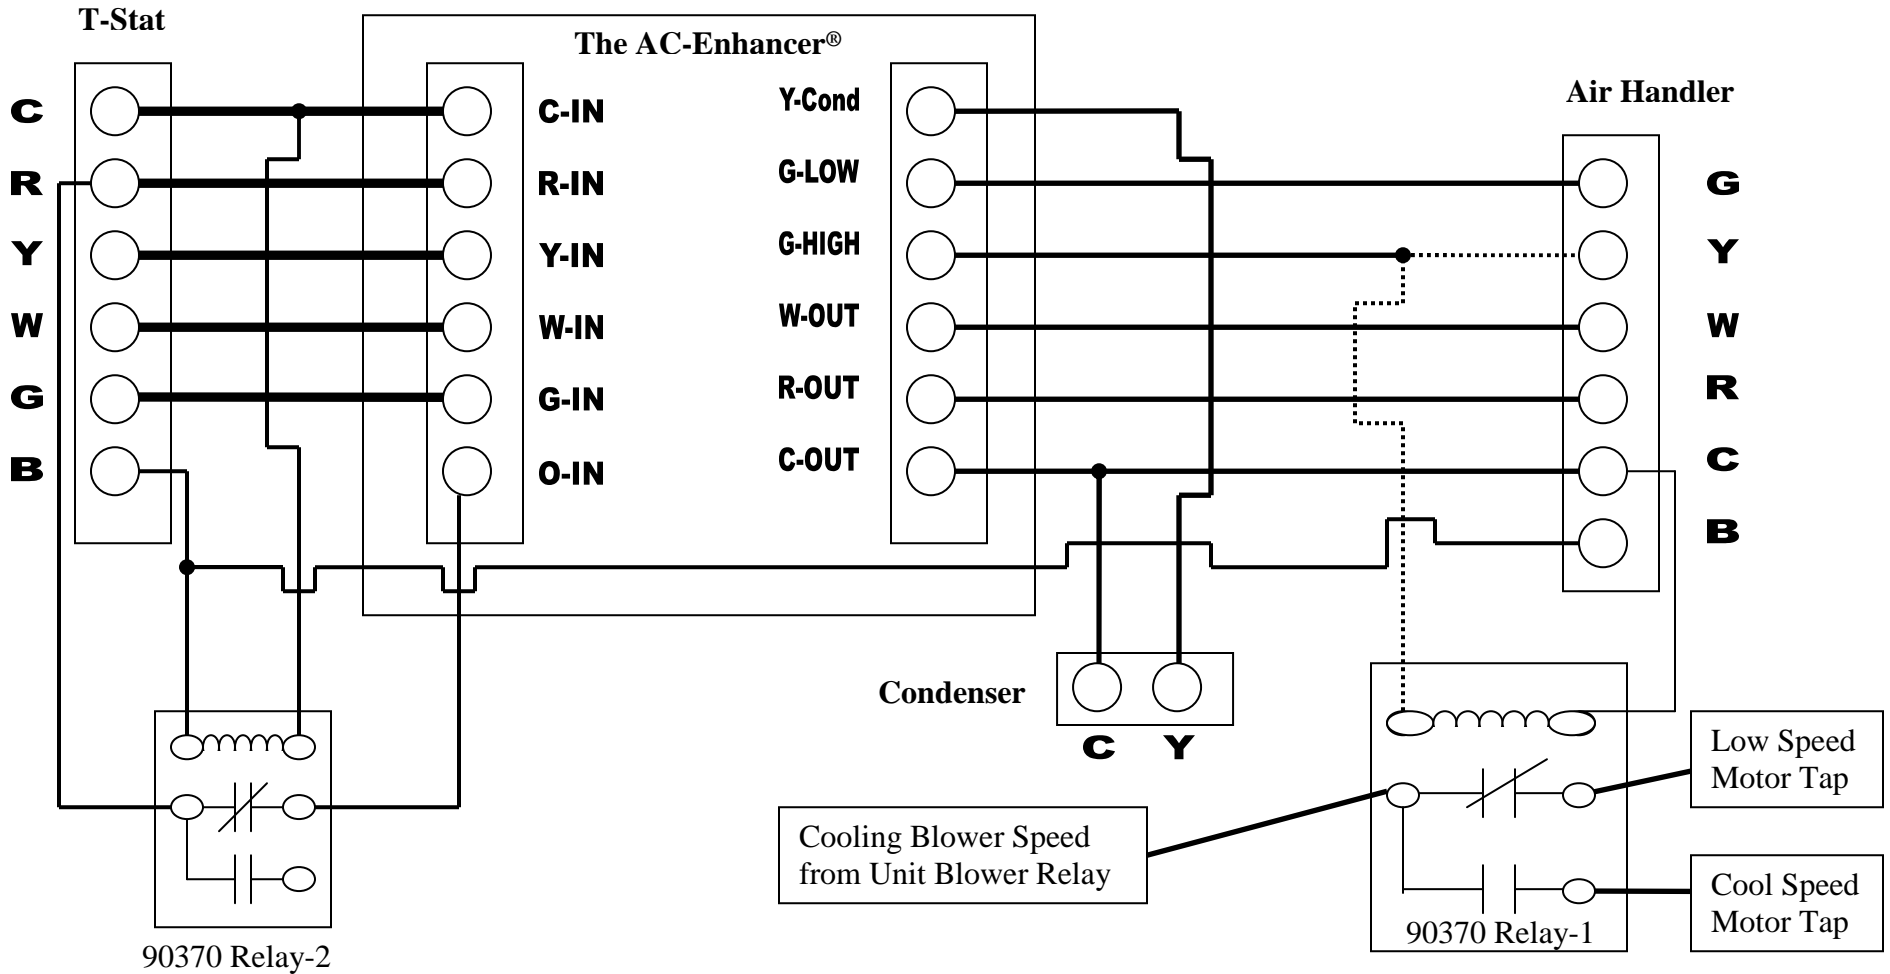 T-Stat
The AC-Enhancer®
Air Handler
C
R
Y
W
G
B
C-IN
R-IN
Y-IN
W-IN
G-IN
O-IN
Y-Cond
G-LOW
G-HIGH
W-OUT
R-OUT
C-OUT
G
Y
W
R
C
B
Condenser
C Y
Low Speed
Motor Tap
Cooling Blower Speed
from Unit Blower Relay
Cool Speed
Motor Tap
90370 Relay-1
90370 Relay-2